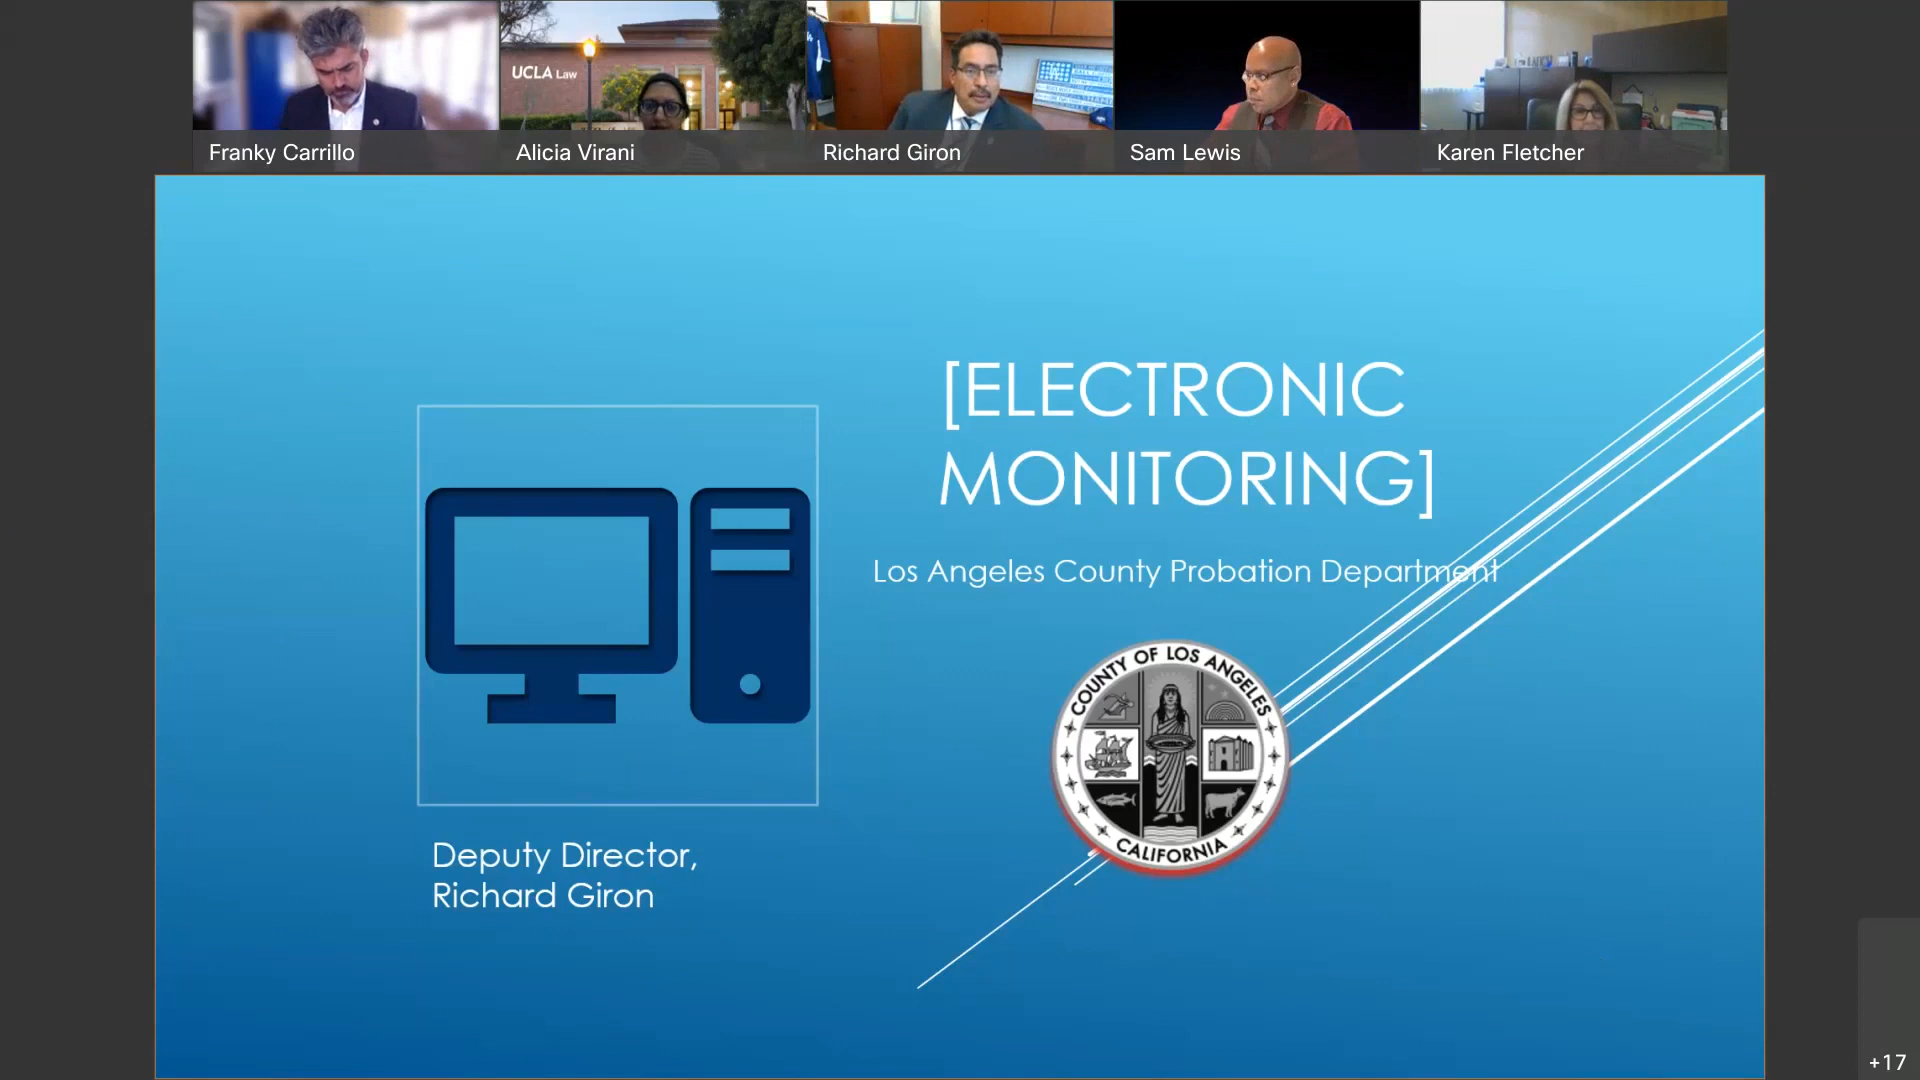 UCLA Law
Franky Carrillo
Alicia Virani
Richard Giron
Sam Lewis
Karen Fletcher
[ELECTRONIC
MONITORING]
Los Angeles County Probation Department
COUNTY OF LOS ANGELES
CALIFORNIA
Deputy Director,
Richard Giron
+17